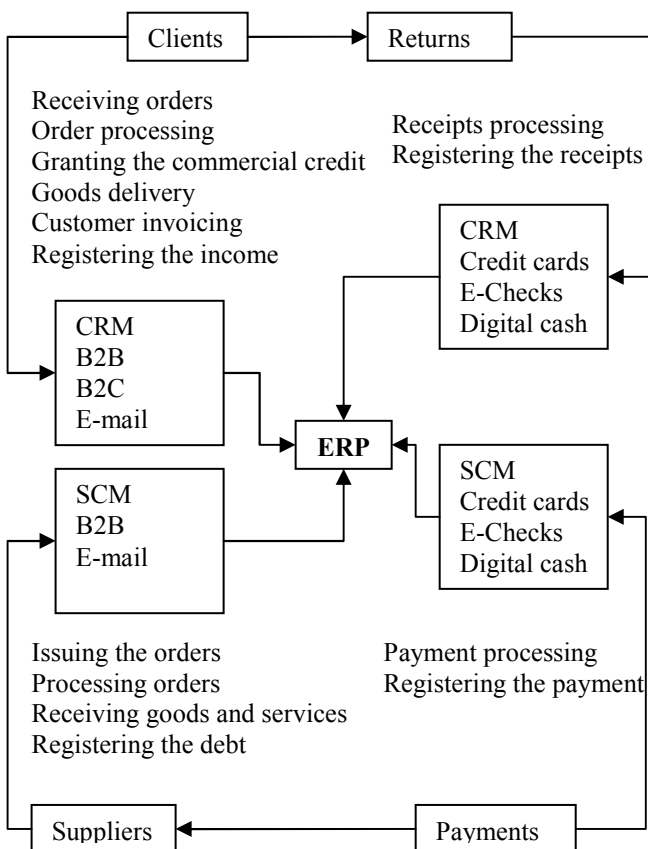 Clients
Returns
Receiving orders
Order processing
Granting the commercial credit
Goods delivery
Customer invoicing
Registering the income
Receipts processing
Registering the receipts
CRM
Credit cards
E-Checks
Digital cash
CRM
B2B
B2C
E-mail
ERP
SCM
B2B
E-mail
SCM
Credit cards
E-Checks
Digital cash
Issuing the orders
Processing orders
Receiving goods and services
Registering the debt
Payment processing
Registering the payment
Suppliers
Payments